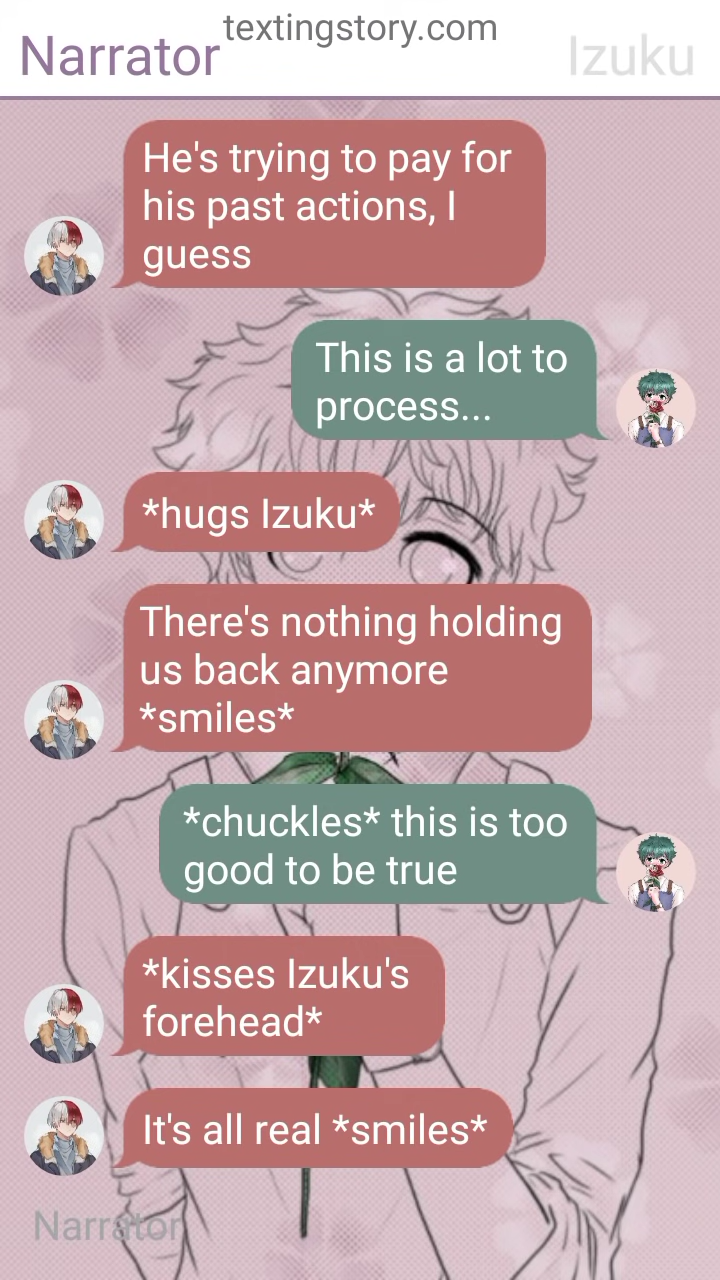 textingstory.com
Narrator
Izuku
He's trying to pay for
his past actions, I
guess
This is a lot to
process...
*hugs Izuku*
There's nothing holding
us back anymore
*smiles*
*chuckles* this is too
good to be true
*kisses Izuku's
forehead*
It's all real *smiles*
Narrator